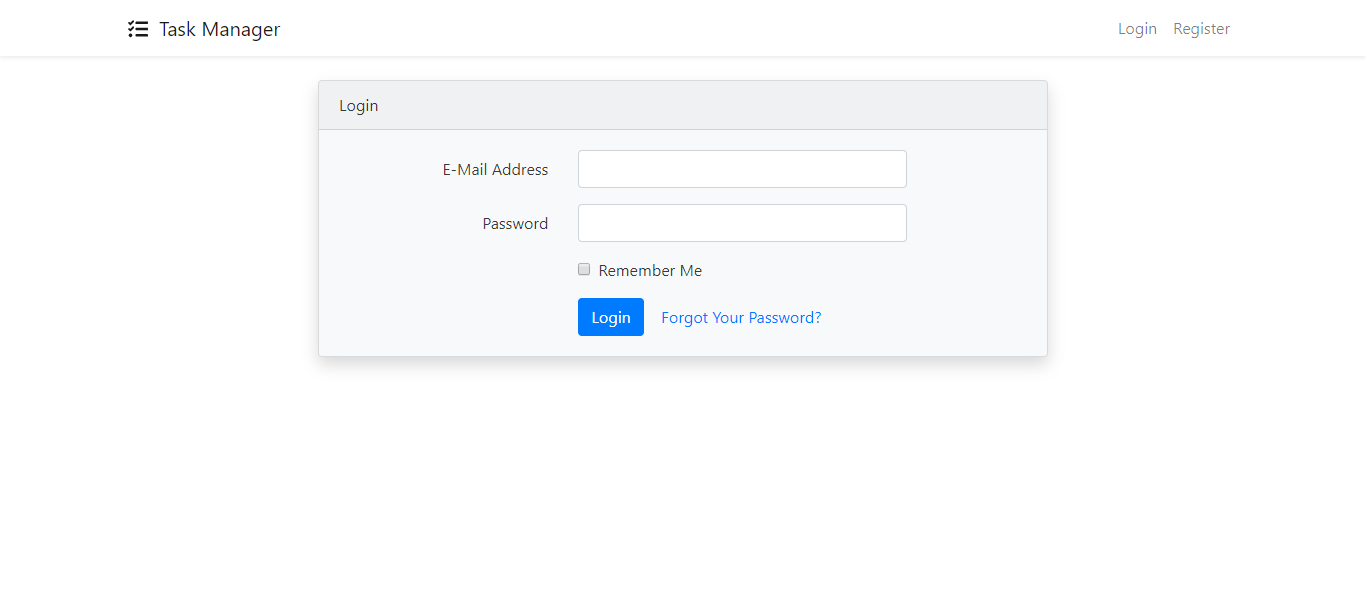 Task Manager
Login Register
Login
E-Mail Address
Password
Remember Me
Login Forgot Your Password?